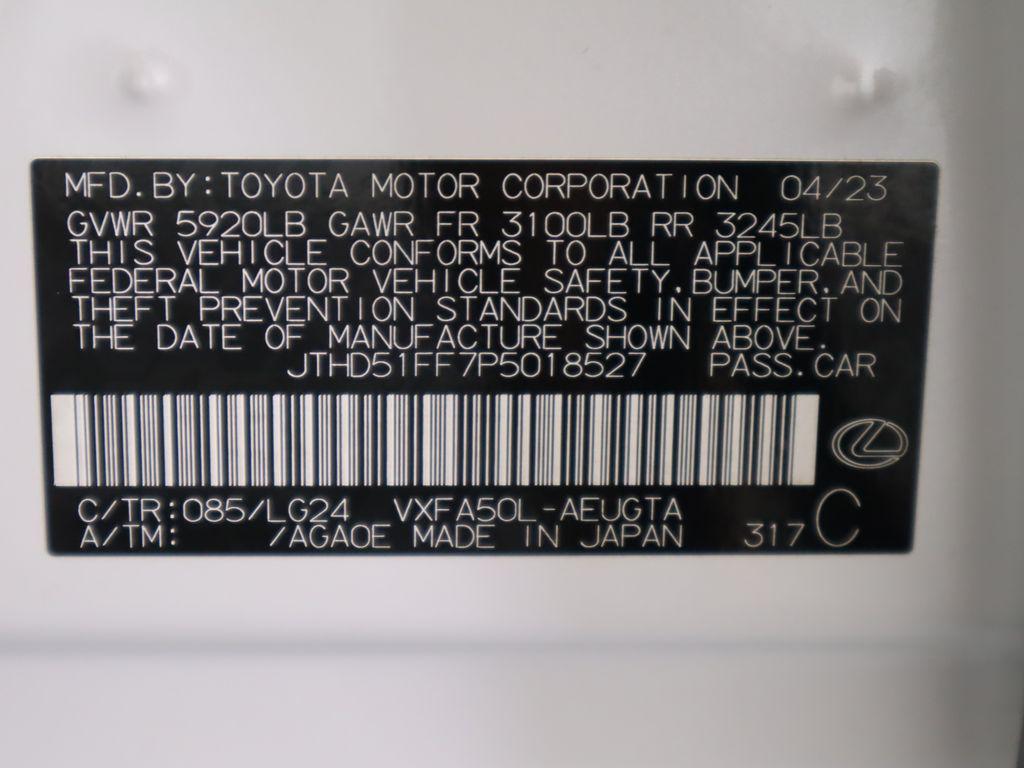 MFD. BY: TOYOTA MOTOR CORPORATION 04/23
GVWR 5920LB GAWR FR 3100LB RR 3245LB
THIS VEHICLE CONFORMS TO ALL APPLICABLE
FEDERAL MOTOR VEHICLE SAFETY, BUMPER, AND
THEFT PREVENTION STANDARDS IN EFFECT ON
THE DATE OF MANUFACTURE SHOWN ABOVE.
JTHD51FF7P5018527 PASS. CAR
C/TR: 085/LG24 VXFA50L-AEUGTA
A/TM: /AGA0E MADE IN JAPAN 317 C